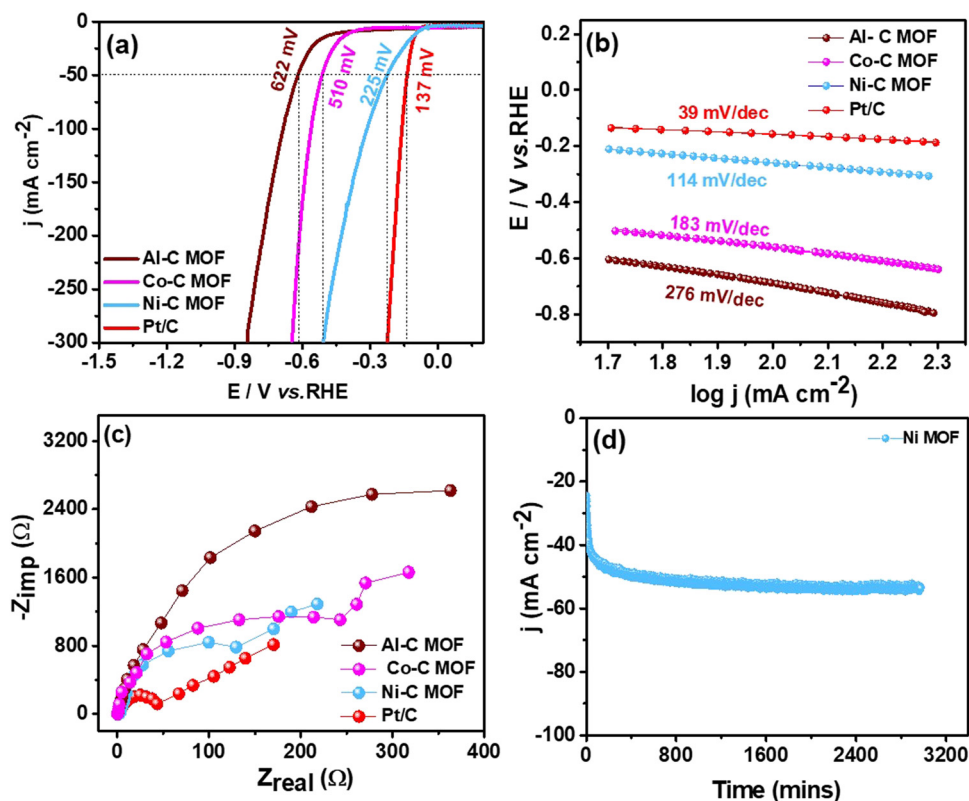 (a)
622 mV
510 mV
225 mV
137 mV
0
-50
-100
-150
-200
-250
-300
j (mA cm-2)
Al-C MOF
Co-C MOF
Ni-C MOF
Pt/C
-1.5 -1.2 -0.9 -0.6 -0.3 0.0
E / V vs.RHE
(b)
Al- C MOF
Co-C MOF
Ni-C MOF
Pt/C
0.2
0.0
-0.2
-0.4
-0.6
-0.8
E / V vs.RHE
39 mV/dec
114 mV/dec
183 mV/dec
276 mV/dec
1.7 1.8 1.9 2.0 2.1 2.2 2.3
log j (mA cm-2)
(c)
3200
2400
1600
800
0
-Zimp (Ω)
Al-C MOF
Co-C MOF
Ni-C MOF
Pt/C
0 100 200 300 400
Zreal (Ω)
(d)
Ni MOF
0
-20
-40
-60
-80
-100
j (mA cm-2)
0 800 1600 2400 3200
Time (mins)